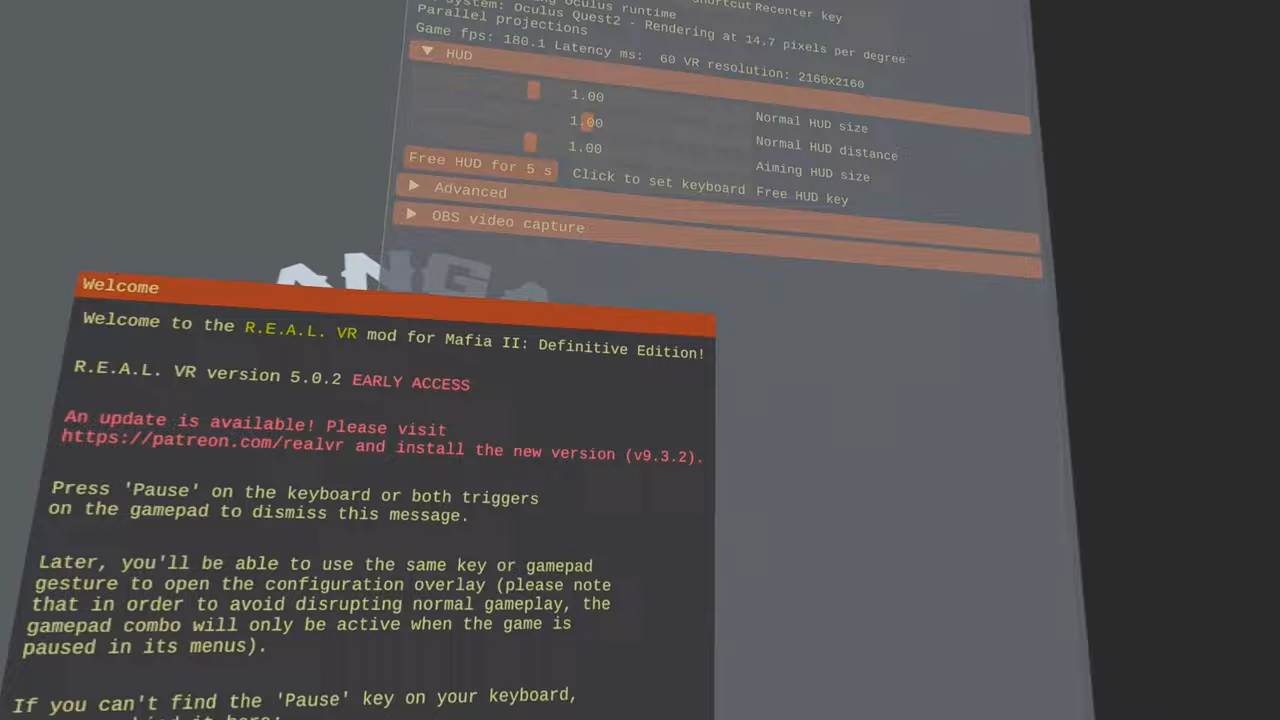 Shortcut Recenter key
Oculus runtime
system: Oculus Quest2 - Rendering at 14.7 pixels per degree
Parallel projections
Game fps: 180.1 Latency ms: 60 VR resolution: 2160x2160
HUD
1.00 Normal HUD size
1.00 Normal HUD distance
1.00 Aiming HUD size
Free HUD for 5 s Click to set keyboard Free HUD key
Advanced
OBS video capture
Welcome
Welcome to the R.E.A.L. VR mod for Mafia II: Definitive Edition!
R.E.A.L. VR version 5.0.2 EARLY ACCESS
An update is available! Please visit
https://patreon.com/realvr and install the new version (v9.3.2).
Press 'Pause' on the keyboard or both triggers
on the gamepad to dismiss this message.
Later, you'll be able to use the same key or gamepad
gesture to open the configuration overlay (please note
that in order to avoid disrupting normal gameplay, the
gamepad combo will only be active when the game is
paused in its menus).
If you can't find the 'Pause' key on your keyboard,